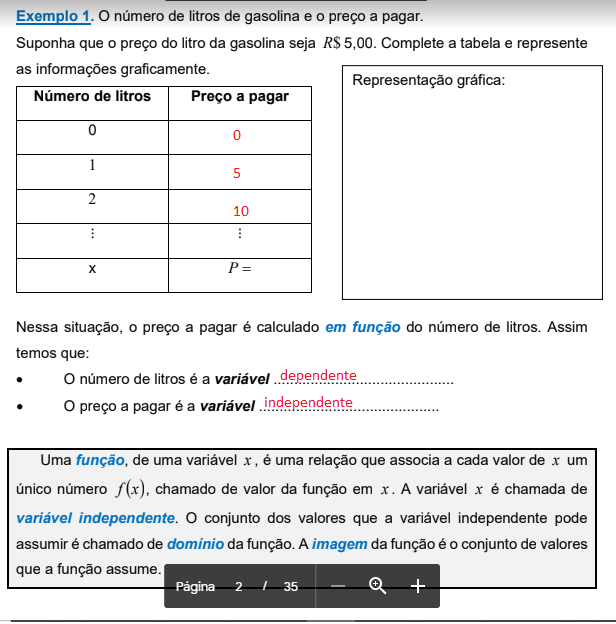 Exemplo 1. O número de litros de gasolina e o preço a pagar.
Suponha que o preço do litro da gasolina seja R$ 5,00. Complete a tabela e represente
as informações graficamente.
Número de litros Preço a pagar
0 0
1 5
2 10
⋮ ⋮
x P =
Representação gráfica:
Nessa situação, o preço a pagar é calculado em função do número de litros. Assim
temos que:
• O número de litros é a variável ..dependente..........................
• O preço a pagar é a variável ..independente......................
Uma função, de uma variável x, é uma relação que associa a cada valor de x um
único número f(x), chamado de valor da função em x. A variável x é chamada de
variável independente. O conjunto dos valores que a variável independente pode
assumir é chamado de domínio da função. A imagem da função é o conjunto de valores
que a função assume.
Página 2 / 35